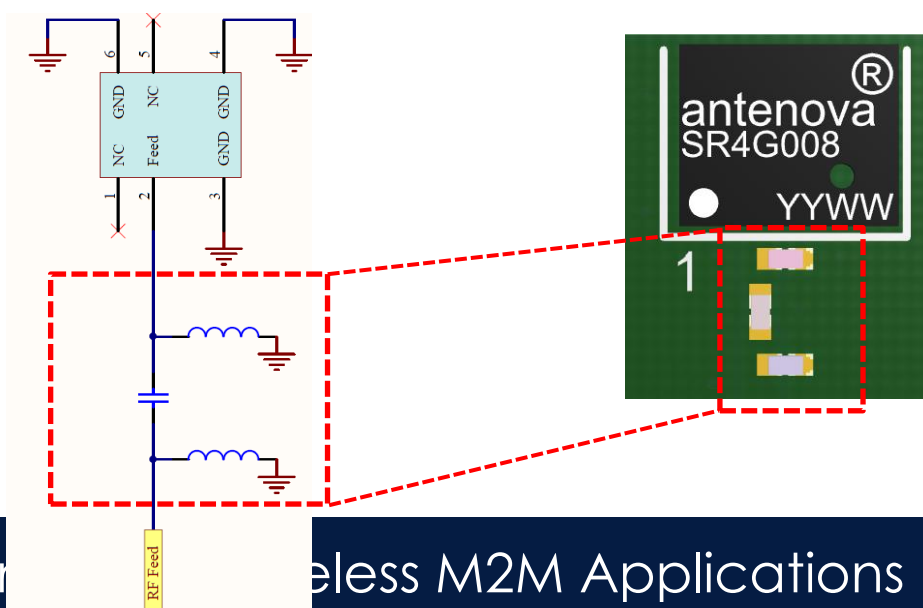 6
5
4
GND
NC
GND
NC
Feed
GND
1
2
3
RF Feed
®
antenova
SR4G008
YYWW
1
eless M2M Applications